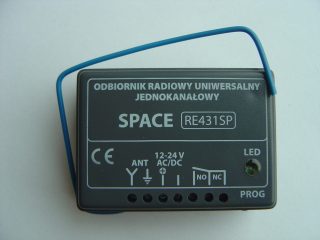 ODBIORNIK RADIOWY UNIWERSALNY
JEDNOKANAŁOWY
SPACE RE431SP
CE
12-24 V
LED
ANT AC/DC
NO NC
PROG